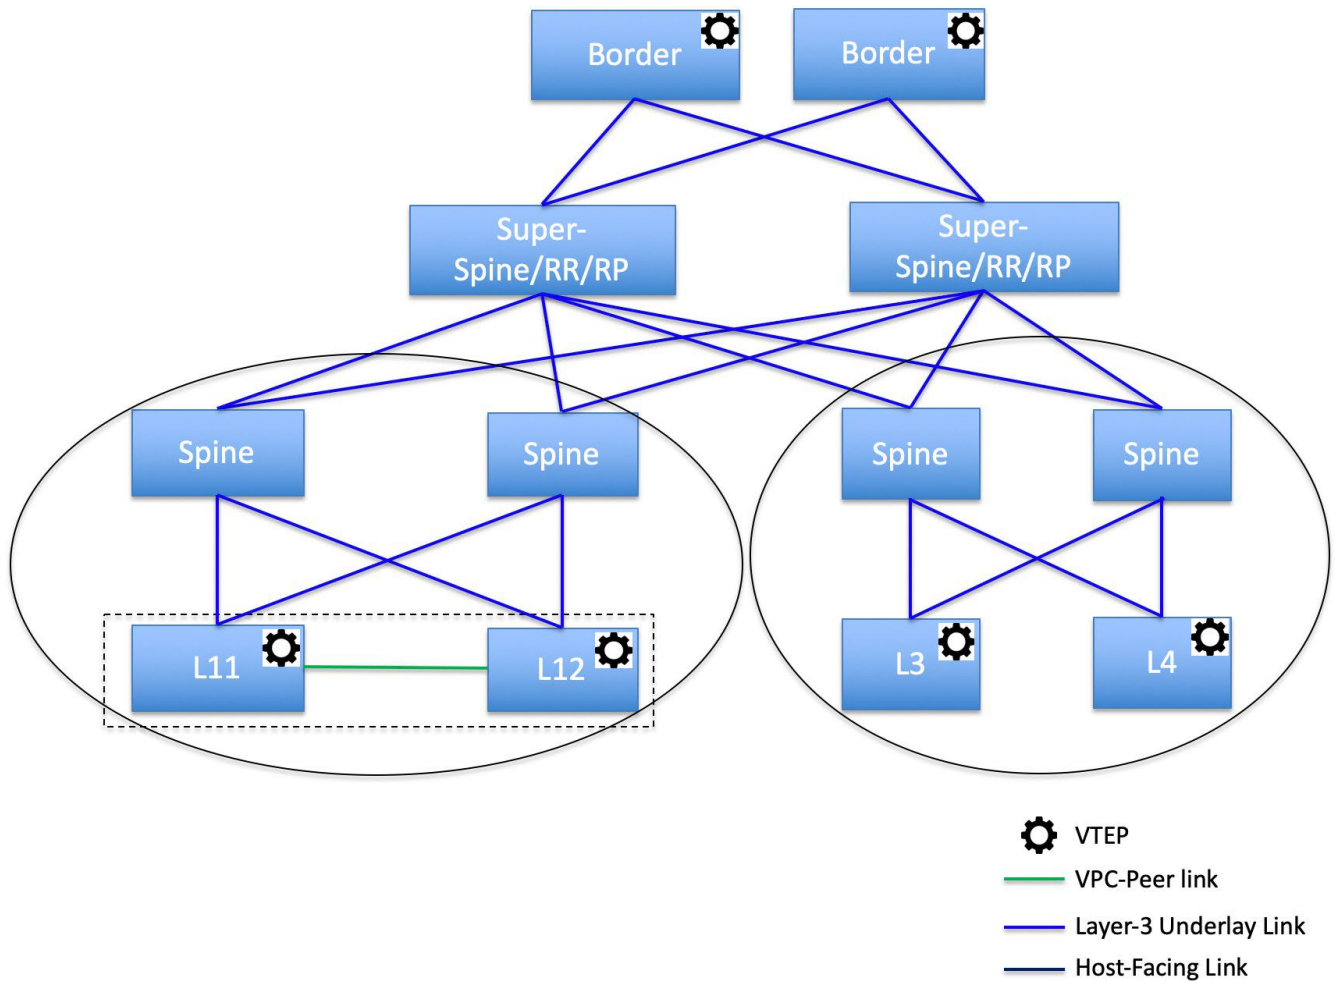 Border
Border
Super-
Spine/RR/RP
Super-
Spine/RR/RP
Spine
Spine
Spine
Spine
L11
L12
L3
L4
VTEP
VPC-Peer link
Layer-3 Underlay Link
Host-Facing Link